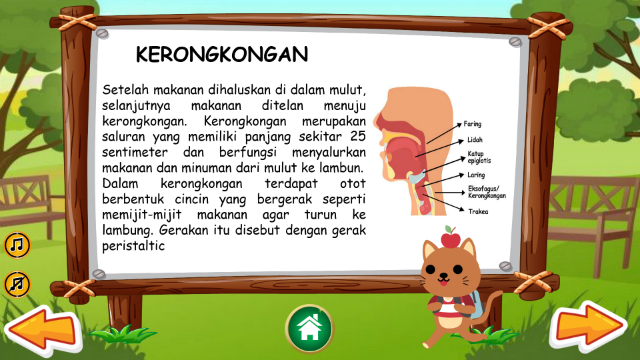 KERONGKONGAN
Setelah makanan dihaluskan di dalam mulut,
selanjutnya makanan ditelan menuju
kerongkongan. Kerongkongan merupakan
saluran yang memiliki panjang sekitar 25
sentimeter dan berfungsi menyalurkan
makanan dan minuman dari mulut ke lambun.
Dalam kerongkongan terdapat otot
berbentuk cincin yang bergerak seperti
memijit-mijit makanan agar turun ke
lambung. Gerakan itu disebut dengan gerak
peristaltic
Faring
Lidah
Katup
epiglotis
Laring
Eksofagus/
Kerongkongan
Trakea